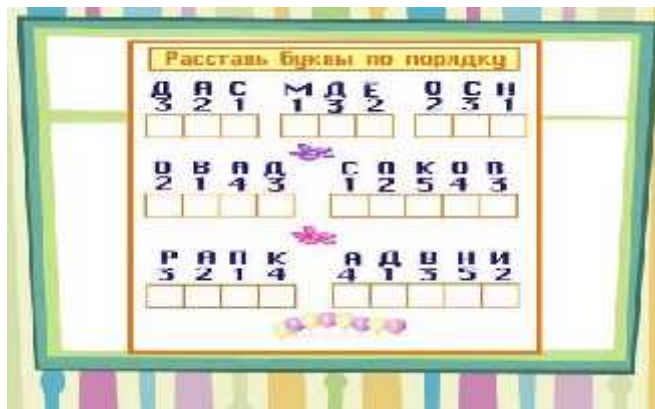 Расставь буквы по порядку
Д А С М Д Е О С Н
3 2 1 1 3 2 2 3 1
О В А Д С О К О В
2 1 4 3 1 2 5 4 3
Р А П К А Д В Н И
3 2 1 4 4 1 3 5 2